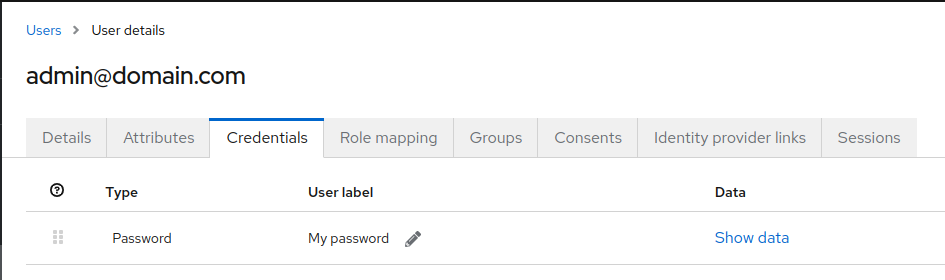 Users > User details
admin@domain.com
Details Attributes Credentials Role mapping Groups Consents Identity provider links Sessions
Type User label Data
Password My password Show data